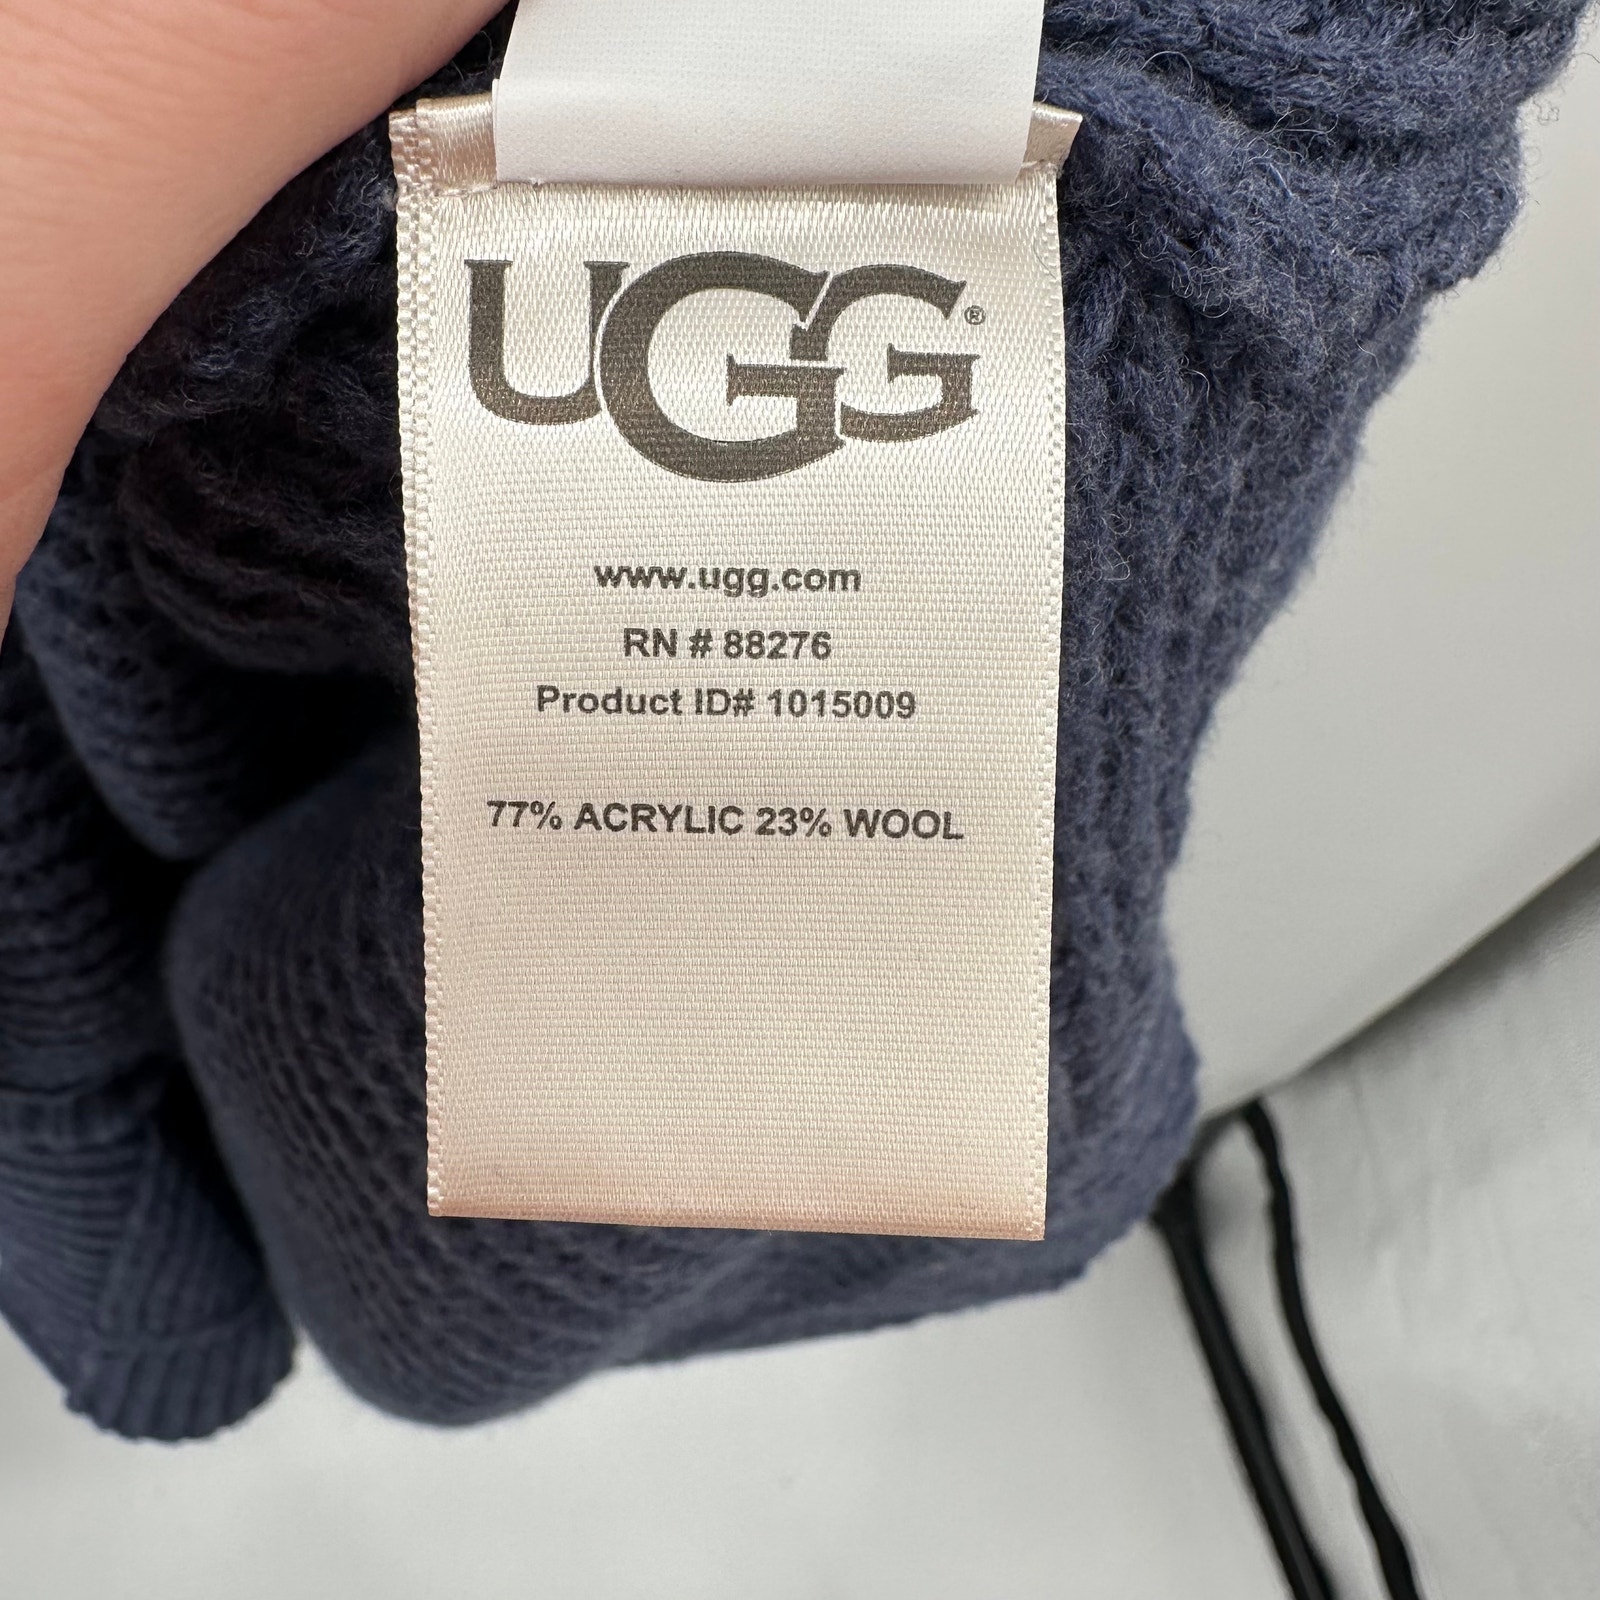 UGG®
www.ugg.com
RN # 88276
Product ID# 1015009
77% ACRYLIC 23% WOOL